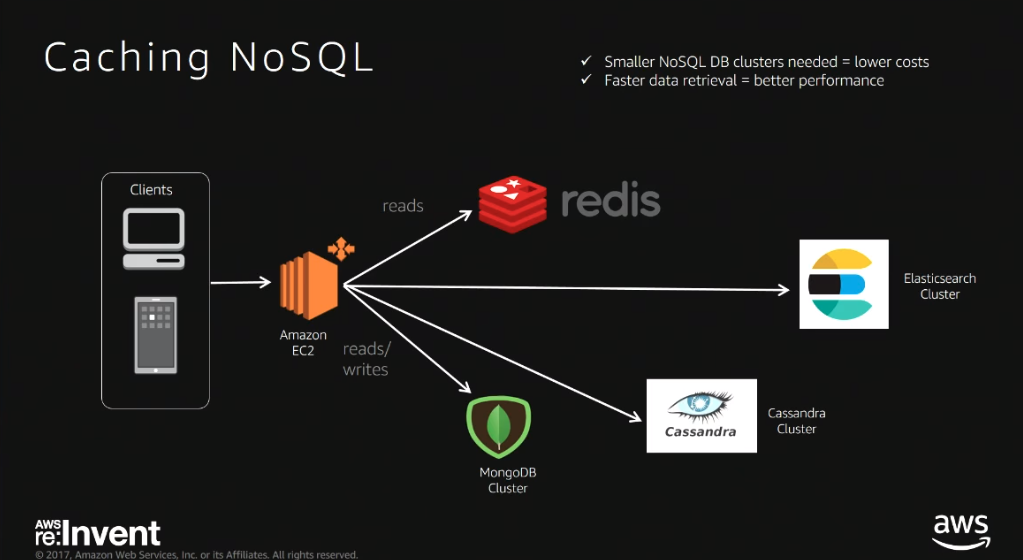 Caching NoSQL
✓ Smaller NoSQL DB clusters needed = lower costs
✓ Faster data retrieval = better performance
Clients
reads
redis
Amazon
EC2
reads/
writes
Elasticsearch
Cluster
Cassandra
Cassandra
Cluster
MongoDB
Cluster
AWS
re:Invent
© 2017, Amazon Web Services, Inc. or its Affiliates. All rights reserved.
aws